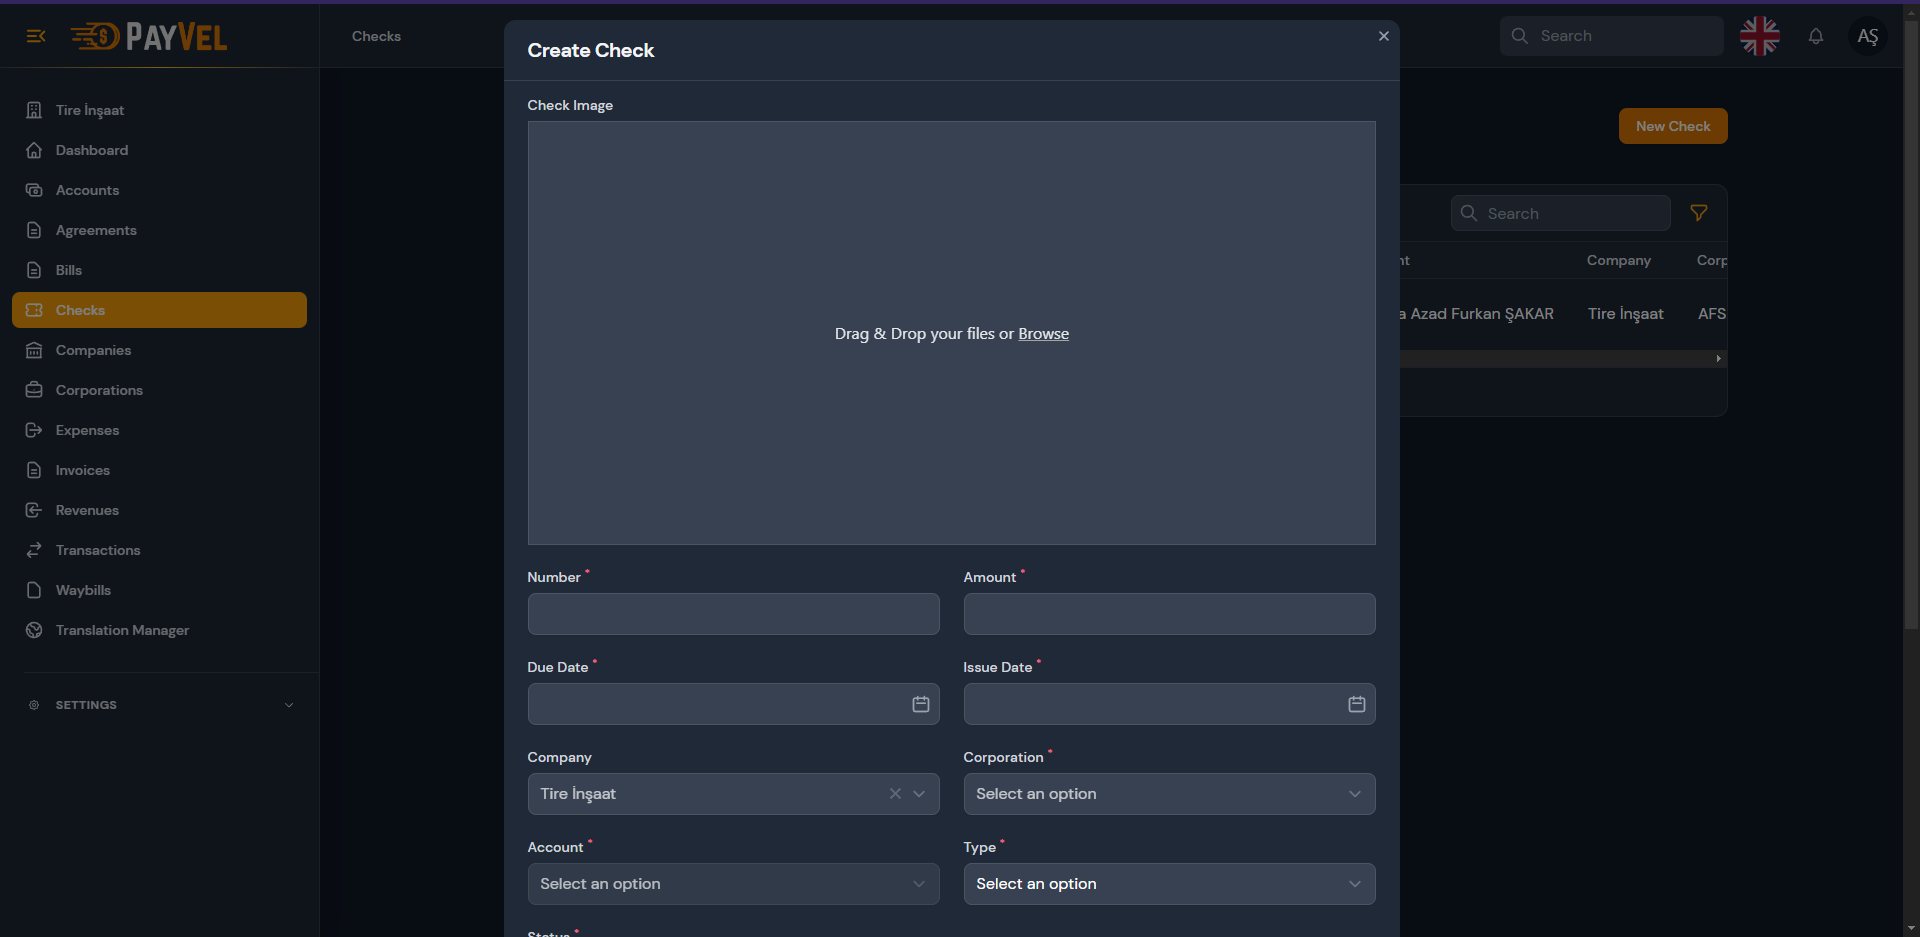 PAYVEL
Checks
Search
AŞ
Tire İnşaat
Dashboard
Accounts
Agreements
Bills
Checks
Companies
Corporations
Expenses
Invoices
Revenues
Transactions
Waybills
Translation Manager
SETTINGS
Create Check
Check Image
Drag & Drop your files or Browse
Number *
Amount *
Due Date *
Issue Date *
Company
Tire İnşaat
Corporation *
Select an option
Account *
Select an option
Type *
Select an option
Status *
New Check
Search
Company
Azad Furkan ŞAKAR
Tire İnşaat
AFS